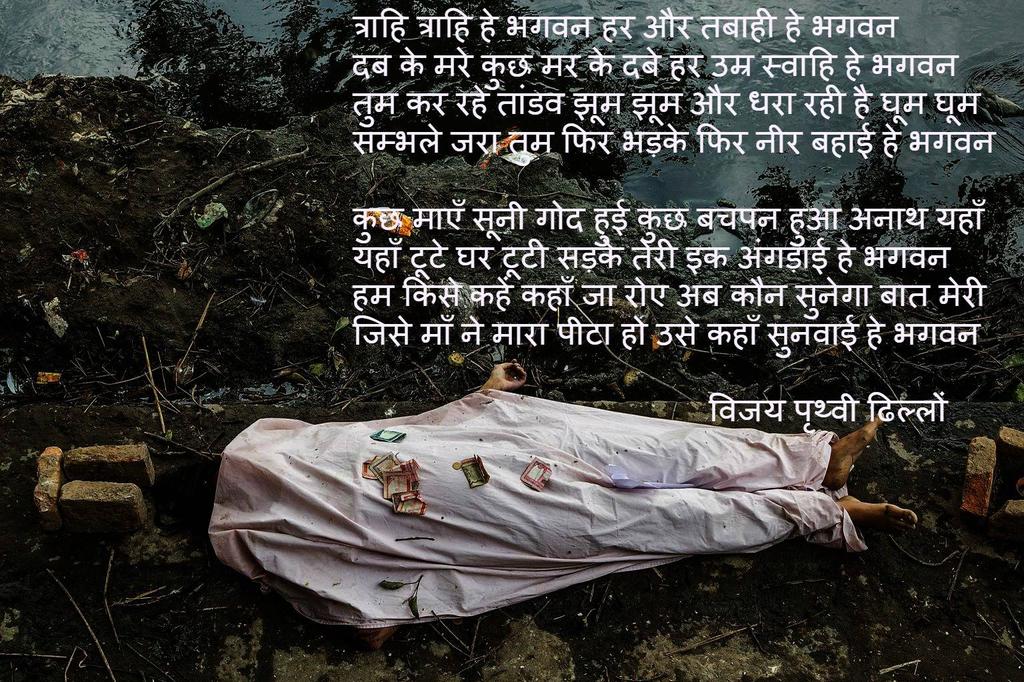 त्राहि त्राहि हे भगवन हर और तबाही हे भगवन
दब के मरे कुछ मर के दबे हर उम्र स्वाहि हे भगवन
तुम कर रहे तांडव झूम झूम और धरा रही है घूम घूम
सम्भले जरा तुम फिर भड़के फिर नीर बहाई हे भगवन
कुछ माएँ सूनी गोद हुई कुछ बचपन हुआ अनाथ यहाँ
यहाँ टूटे घर टूटी सड़कें तेरी इक अंगड़ाई हे भगवन
हम किसे कहें कहाँ जा रोए अब कौन सुनेगा बात मेरी
जिसे माँ ने मारा पीटा हो उसे कहाँ सुनवाई हे भगवन
विजय पृथ्वी ढिल्लों